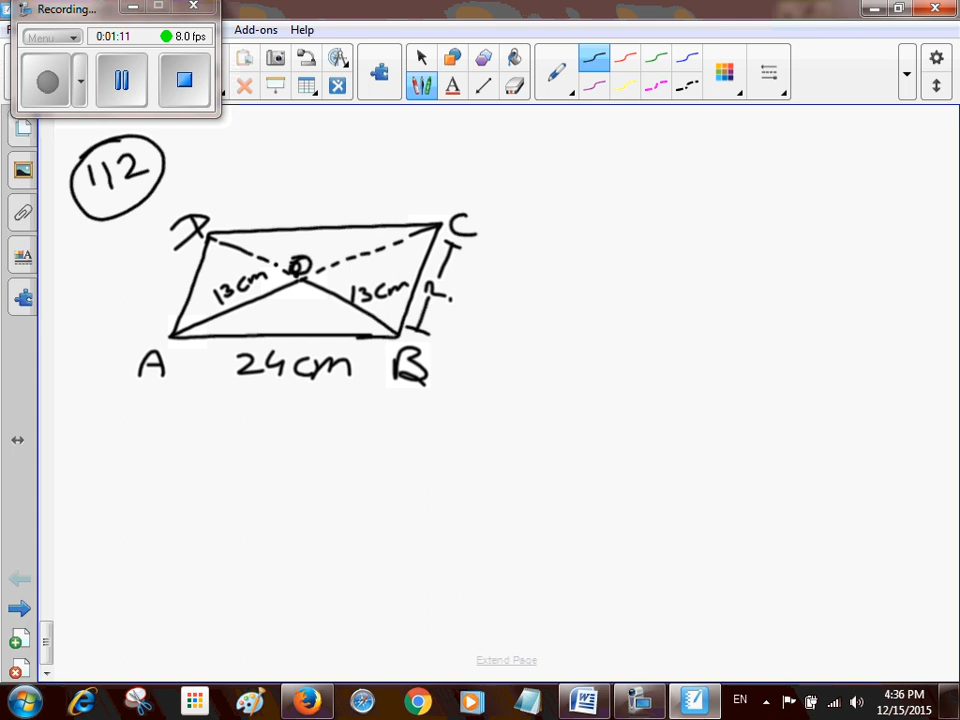 Recording...
Menu 0:01:11 8.0 fps
Add-ons Help
112
D C
O
13cm 13cm ?
A 24cm B
Extend Page
EN 4:36 PM
12/15/2015